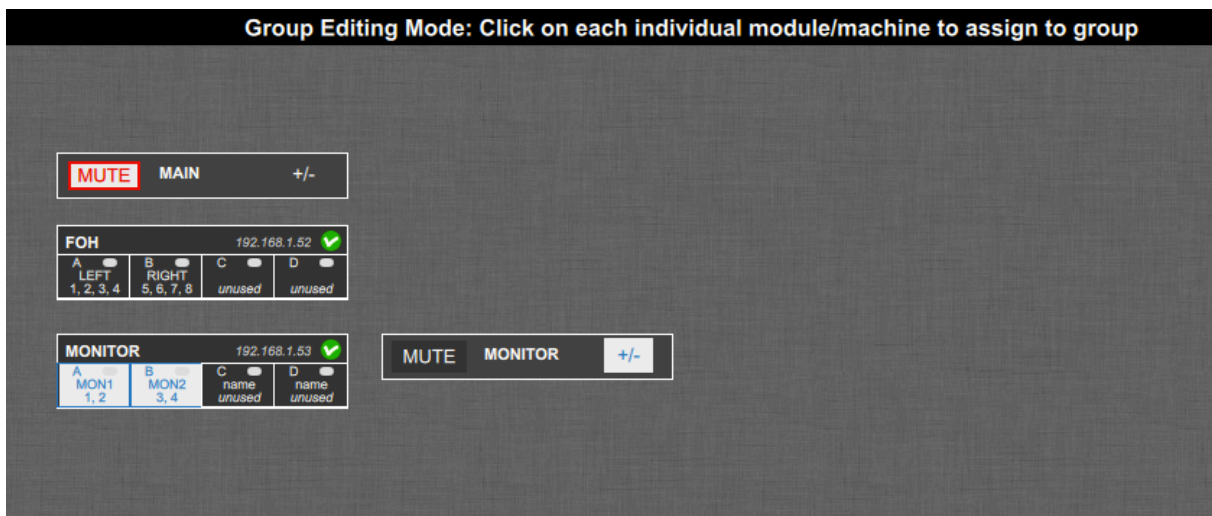 Group Editing Mode: Click on each individual module/machine to assign to group
MUTE MAIN +/-
FOH 192.168.1.52
A B C D
LEFT RIGHT
1, 2, 3, 4 5, 6, 7, 8 unused unused
MONITOR 192.168.1.53
A B C D
MON1 MON2 name name
1, 2 3, 4 unused unused
MUTE MONITOR +/-